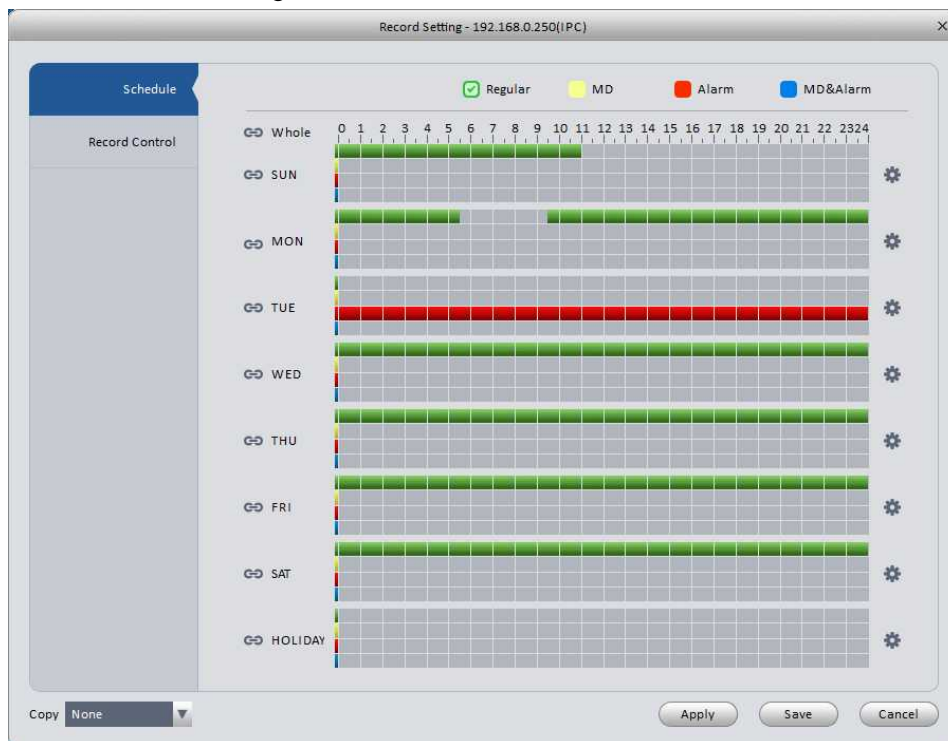 Record Setting - 192.168.0.250(IPC)
Schedule
Record Control
Regular MD Alarm MD&Alarm
Whole 0 1 2 3 4 5 6 7 8 9 10 11 12 13 14 15 16 17 18 19 20 21 22 23 24
SUN
MON
TUE
WED
THU
FRI
SAT
HOLIDAY
Copy None Apply Save Cancel